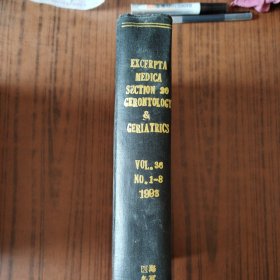 EXCERPTA
MEDICA
SECTION 20
GERONTOLOGY
&
GERIATRICS
VOL.36
NO.1-8
1993